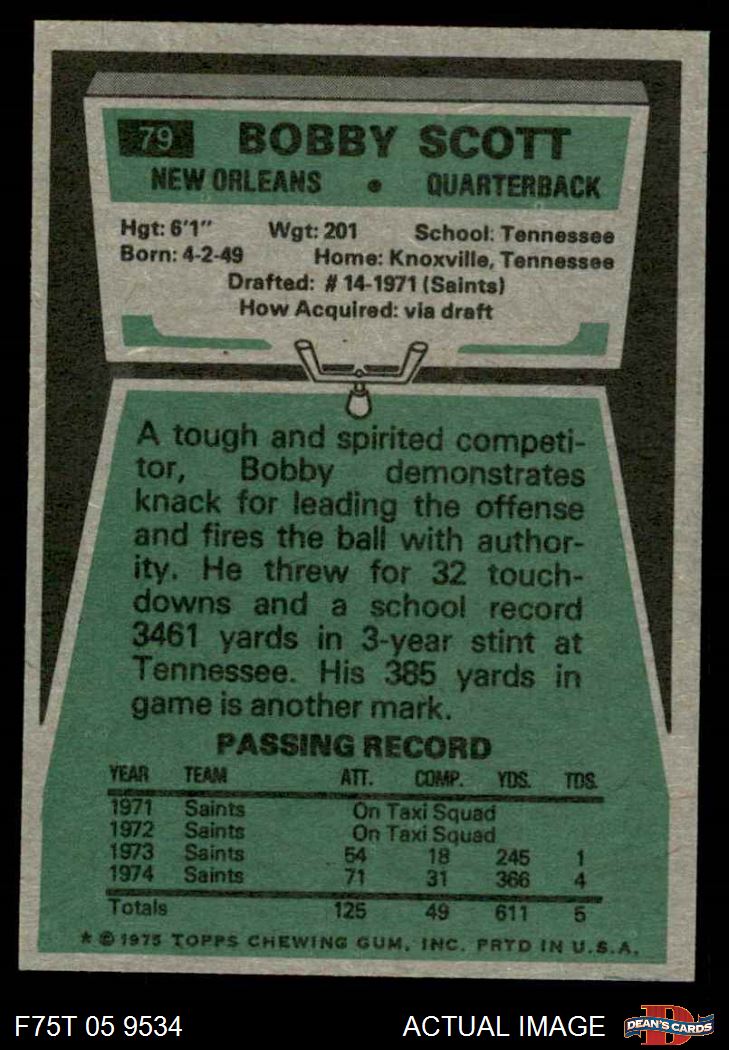 79 BOBBY SCOTT
NEW ORLEANS • QUARTERBACK
Hgt: 6'1" Wgt: 201 School: Tennessee
Born: 4-2-49 Home: Knoxville, Tennessee
Drafted: # 14-1971 (Saints)
How Acquired: via draft
A tough and spirited competi-
tor, Bobby demonstrates
knack for leading the offense
and fires the ball with author-
ity. He threw for 32 touch-
downs and a school record
3461 yards in 3-year stint at
Tennessee. His 385 yards in
game is another mark.
PASSING RECORD
YEAR TEAM ATT. COMP. YDS. TDS.
1971 Saints On Taxi Squad
1972 Saints On Taxi Squad
1973 Saints 54 18 245 1
1974 Saints 71 31 366 4
Totals 125 49 611 5
* © 1975 TOPPS CHEWING GUM, INC. PRTD IN U.S.A.
F75T 05 9534 ACTUAL IMAGE D DEAN'S CARDS